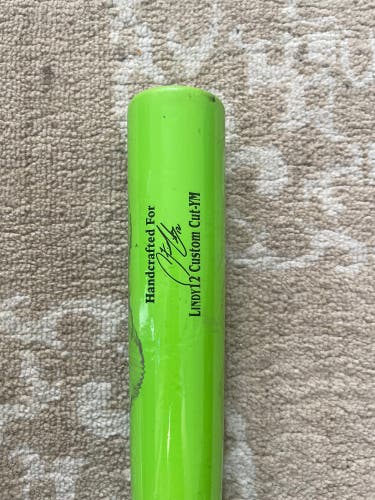 Handcrafted For
LINDY12 Custom Cut-YM